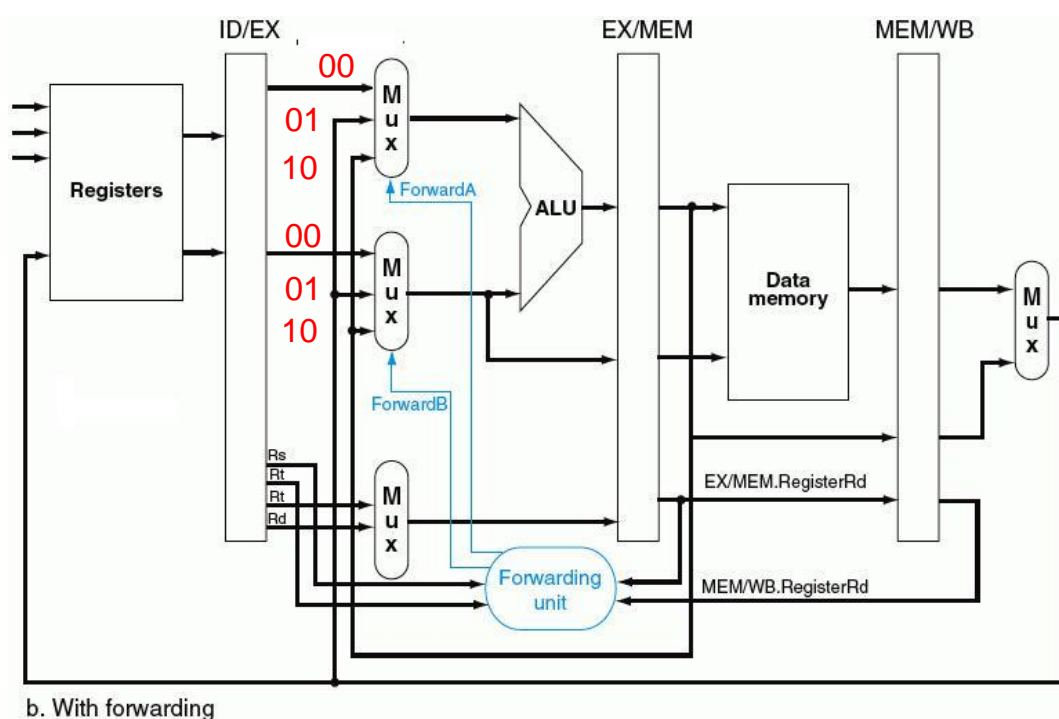 ID/EX
EX/MEM
MEM/WB
00
01
10
M
u
x
Registers
ForwardA
ALU
00
01
10
M
u
x
Data
memory
M
u
x
ForwardB
Rs
Rt
Rt
Rd
M
u
x
EX/MEM.RegisterRd
Forwarding
unit
MEM/WB.RegisterRd
b. With forwarding